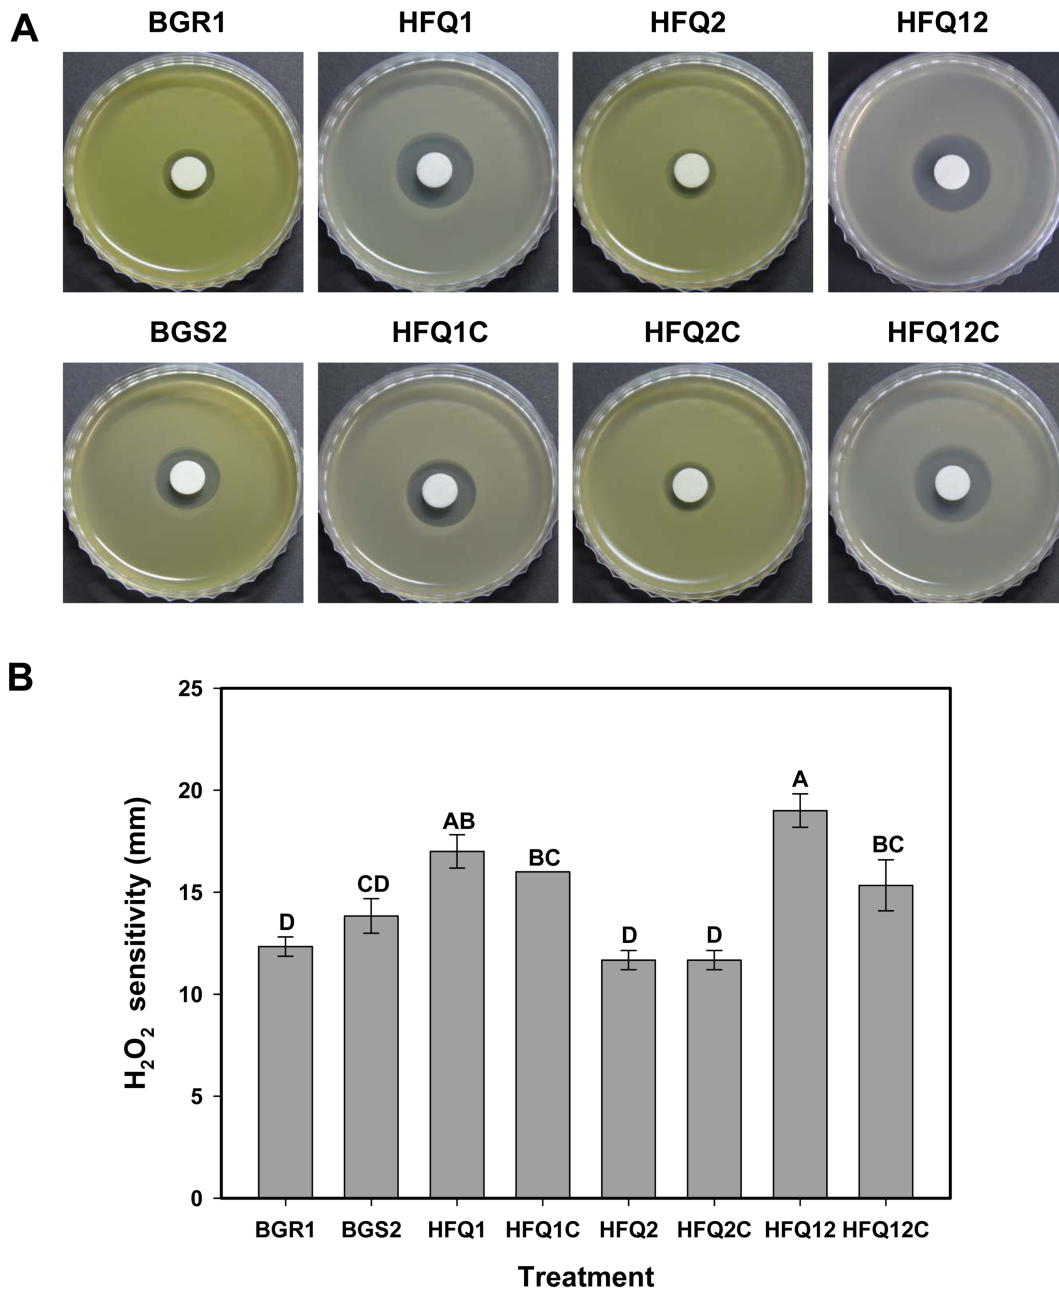 A
BGR1 HFQ1 HFQ2 HFQ12
BGS2 HFQ1C HFQ2C HFQ12C
B
25
20
15
10
5
0
H₂O₂ sensitivity (mm)
D
CD
AB
BC
D
D
A
BC
BGR1 BGS2 HFQ1 HFQ1C HFQ2 HFQ2C HFQ12 HFQ12C
Treatment